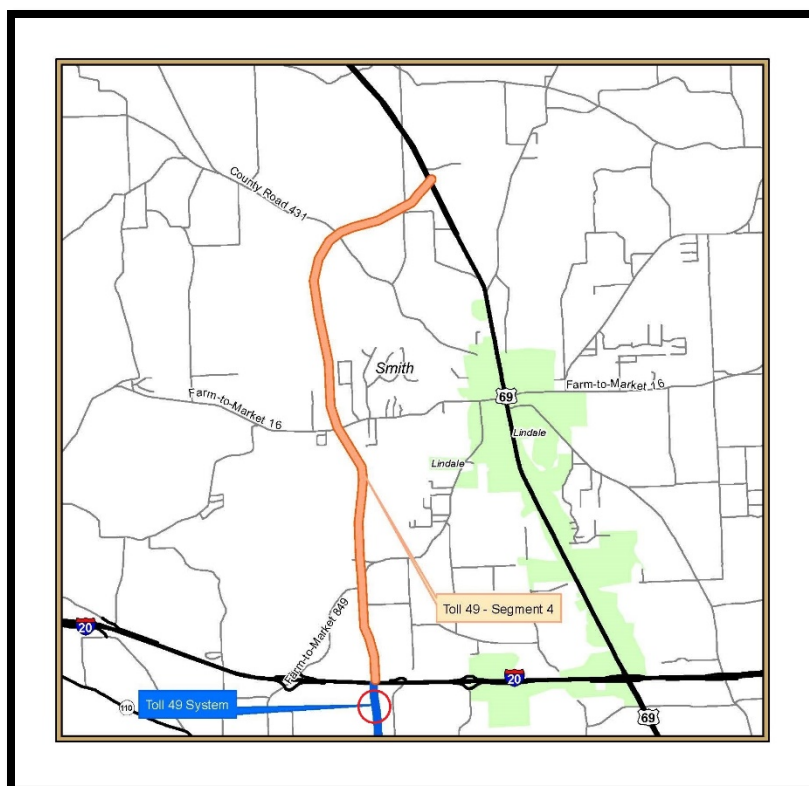 County Road 431
Smith
Farm-to-Market 16
69
Farm-to-Market 16
Lindale
Lindale
Toll 49 - Segment 4
20
Farm-to-Market 849
20
110
Toll 49 System
69